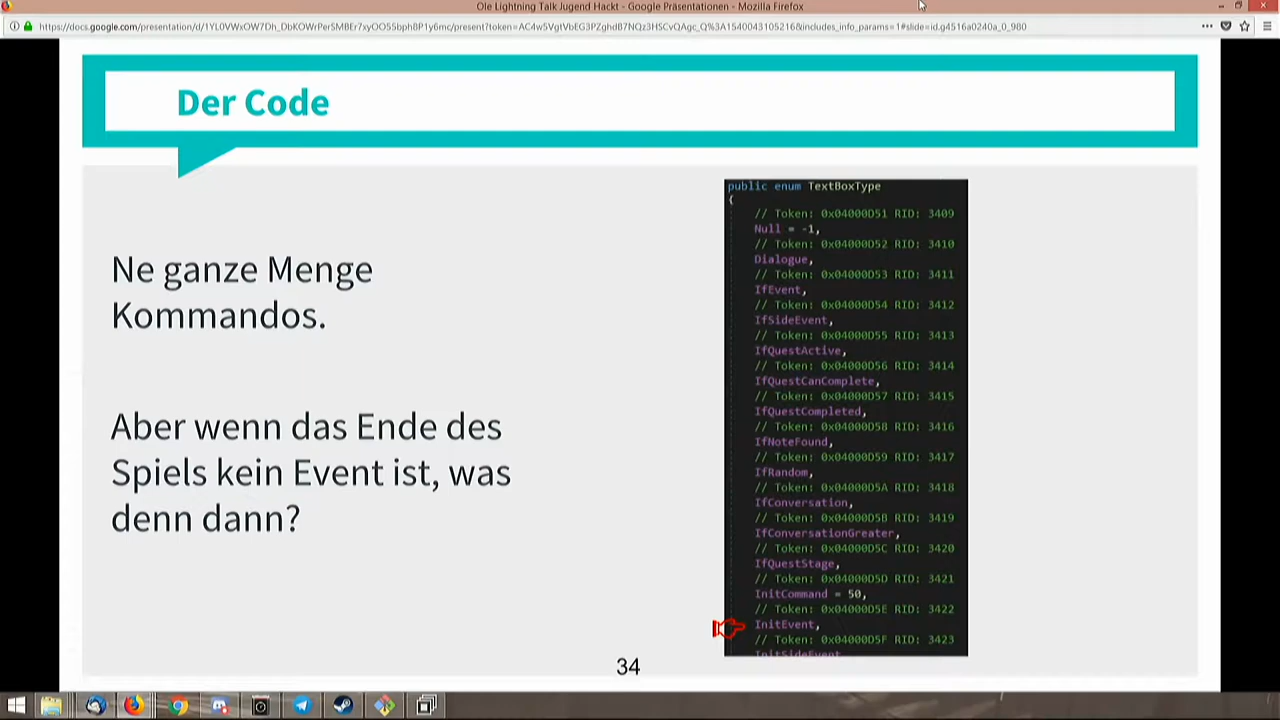 Ole Lightning Talk Jugend Hackt - Google Präsentationen - Mozilla Firefox
Der Code
Ne ganze Menge
Kommandos.
Aber wenn das Ende des
Spiels kein Event ist, was
denn dann?
public enum TextBoxType
{
// Token: 0x04000D51 RID: 3409
Null = -1,
// Token: 0x04000D52 RID: 3410
Dialogue,
// Token: 0x04000D53 RID: 3411
IfEvent,
// Token: 0x04000D54 RID: 3412
IfSideEvent,
// Token: 0x04000D55 RID: 3413
IfQuestActive,
// Token: 0x04000D56 RID: 3414
IfQuestCanComplete,
// Token: 0x04000D57 RID: 3415
IfQuestCompleted,
// Token: 0x04000D58 RID: 3416
IfNoteFound,
// Token: 0x04000D59 RID: 3417
IfRandom,
// Token: 0x04000D5A RID: 3418
IfConversation,
// Token: 0x04000D5B RID: 3419
IfConversationGreater,
// Token: 0x04000D5C RID: 3420
IfQuestStage,
// Token: 0x04000D5D RID: 3421
InitCommand = 50,
// Token: 0x04000D5E RID: 3422
InitEvent,
// Token: 0x04000D5F RID: 3423
InitSideEvent
34